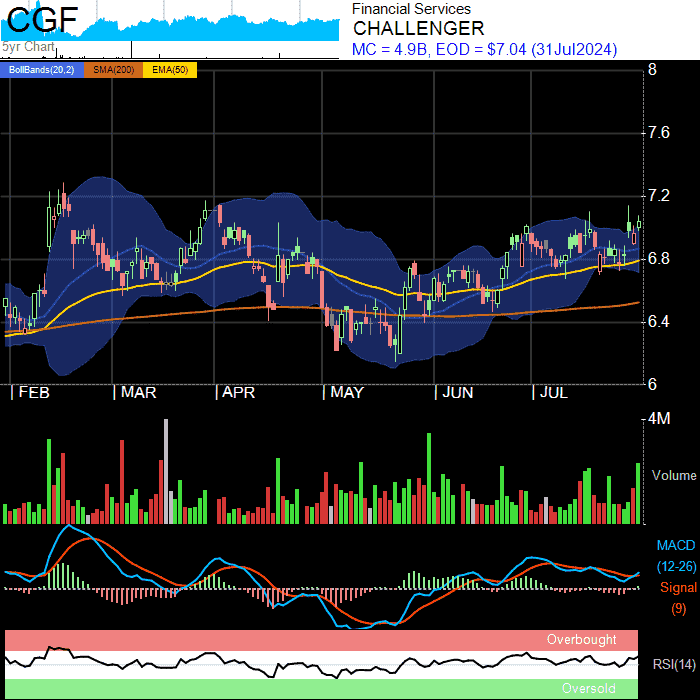 CGF
5yr Chart
Financial Services
CHALLENGER
MC = 4.9B, EOD = $7.04 (31Jul2024)
BollBands(20,2) SMA(200) EMA(50)
8
7.6
7.2
6.8
6.4
6
FEB MAR APR MAY JUN JUL
4M
Volume
MACD
(12-26)
Signal
(9)
Overbought
RSI(14)
Oversold